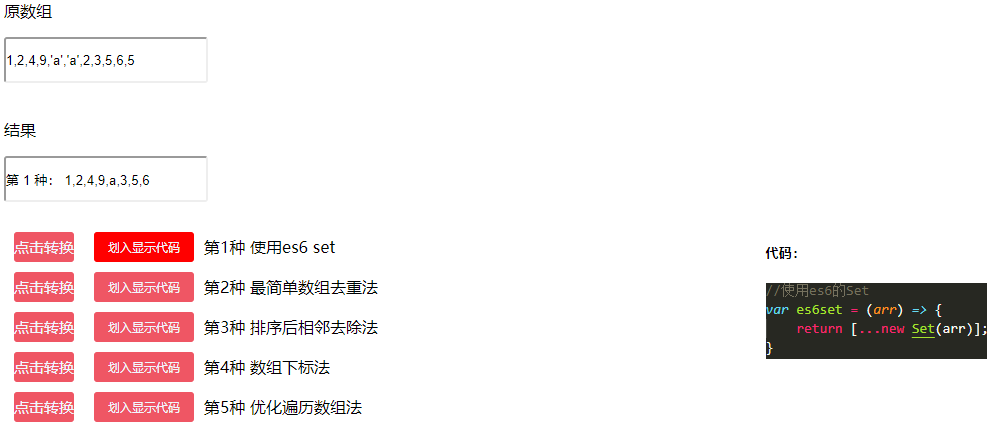 原数组
1,2,4,9,'a','a',2,3,5,6,5
结果
第 1 种： 1,2,4,9,a,3,5,6
点击转换 划入显示代码 第1种 使用es6 set
点击转换 划入显示代码 第2种 最简单数组去重法
点击转换 划入显示代码 第3种 排序后相邻去除法
点击转换 划入显示代码 第4种 数组下标法
点击转换 划入显示代码 第5种 优化遍历数组法
代码：
//使用es6的Set
var es6set = (arr) => {
    return [...new Set(arr)];
}